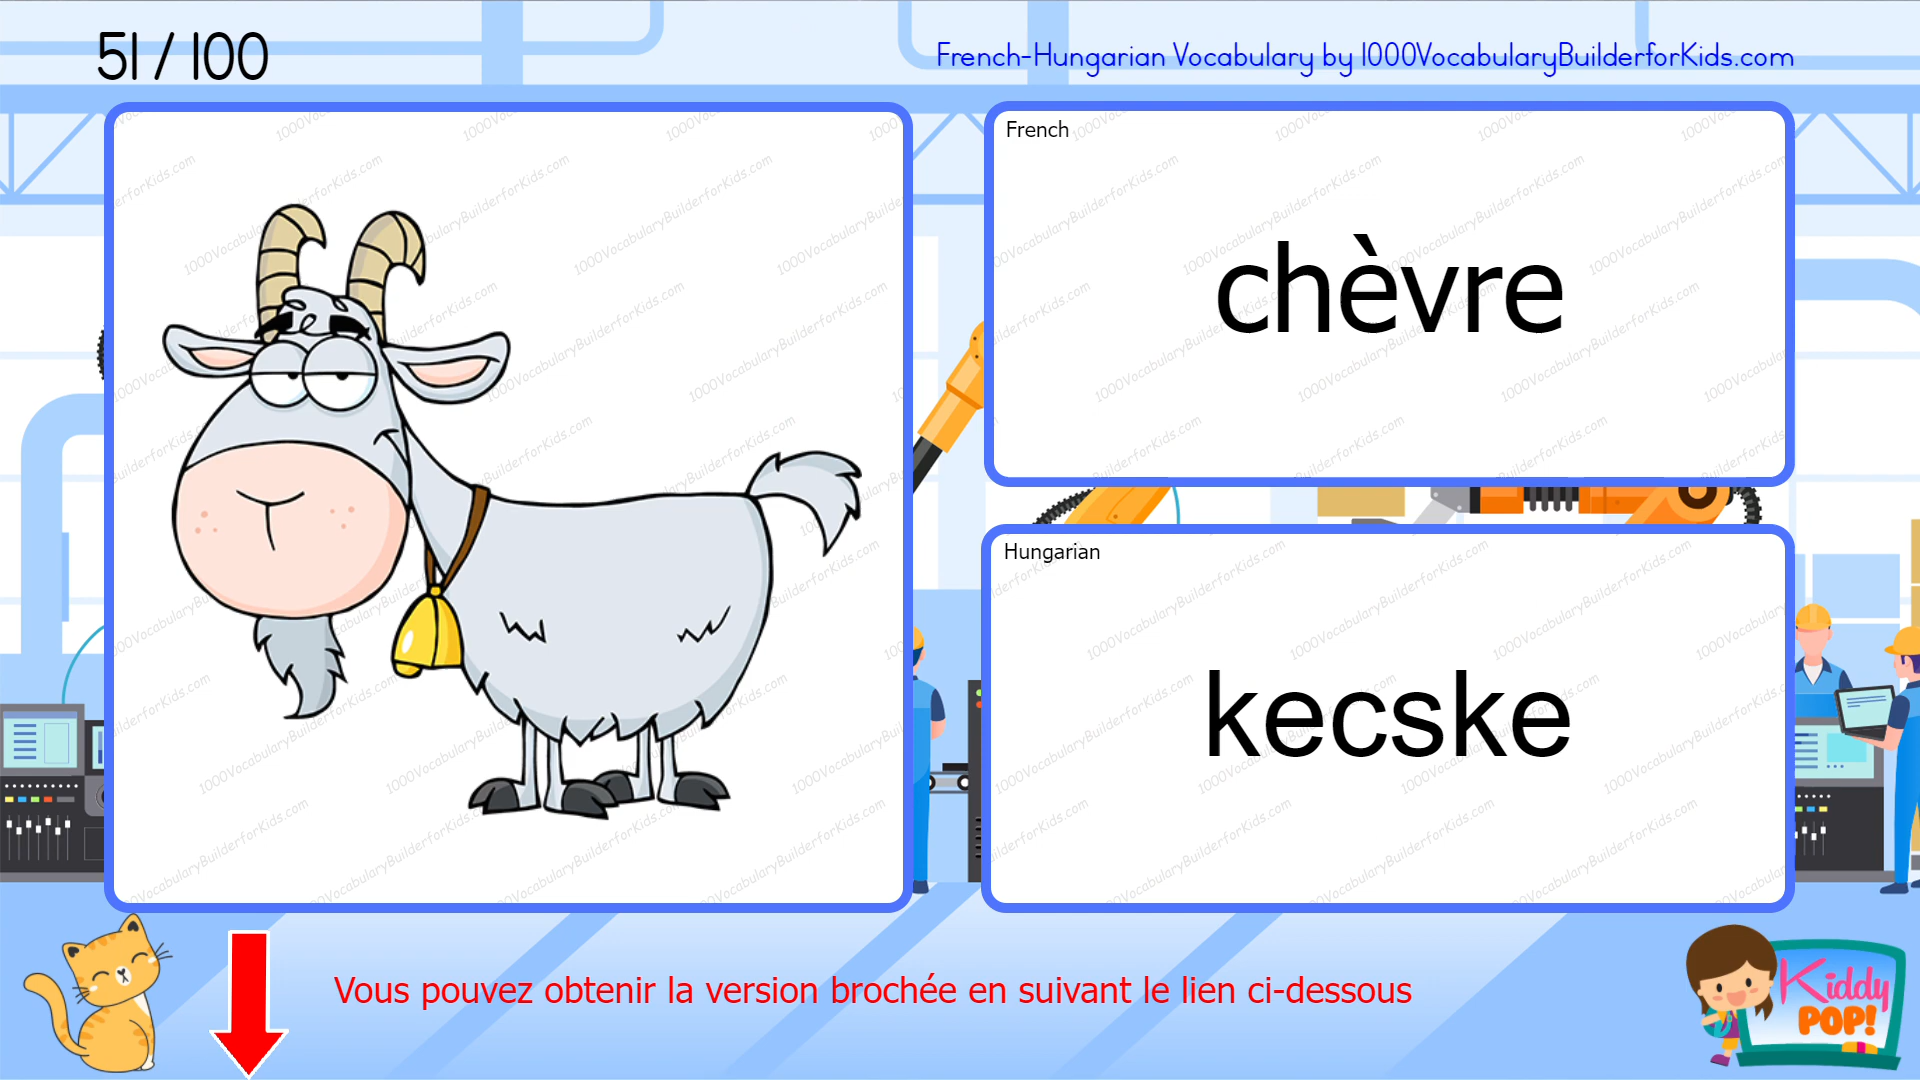 51 / 100
French-Hungarian Vocabulary by 1000VocabularyBuilderforKids.com
French
chèvre
Hungarian
kecske
Vous pouvez obtenir la version brochée en suivant le lien ci-dessous
Kiddy
POP!